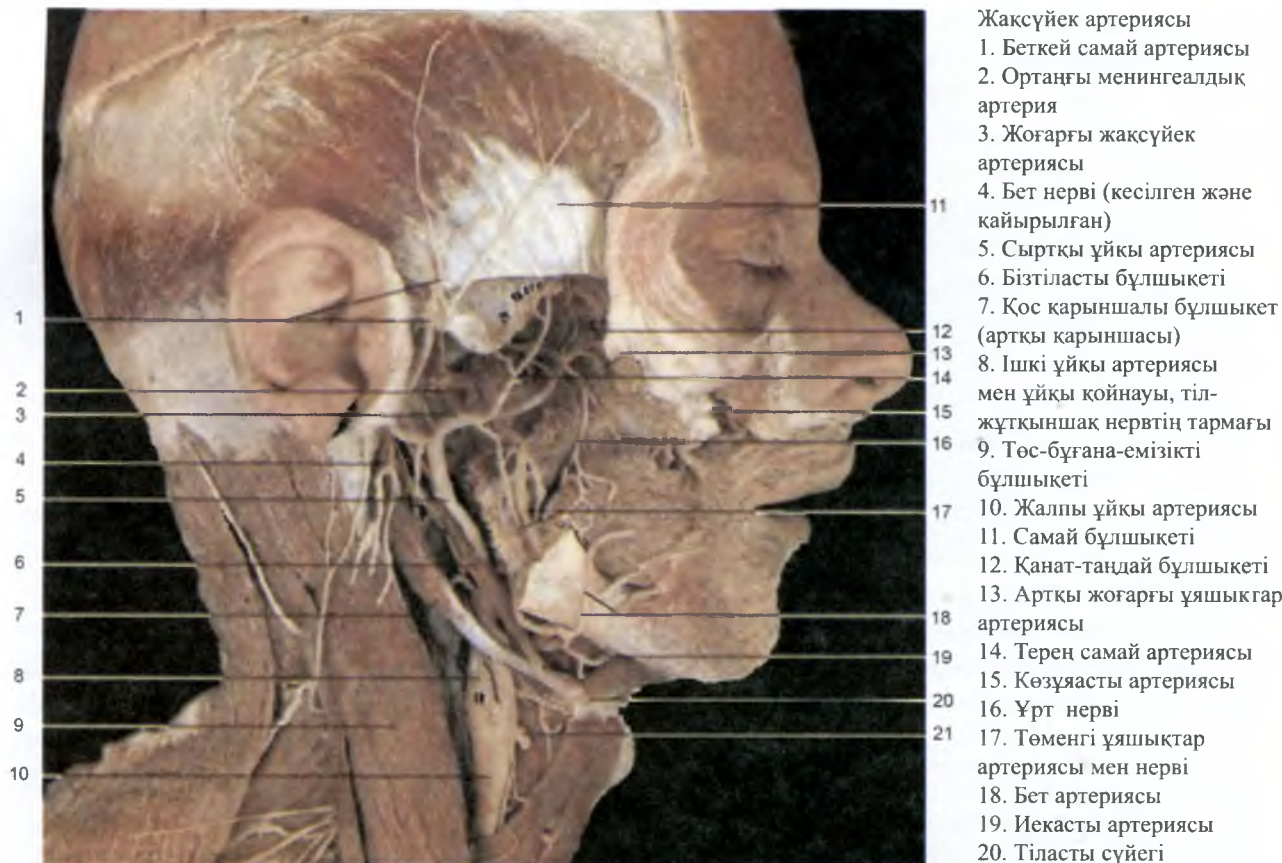 Жақсүйек артериясы
1. Беткей самай артериясы
2. Ортаңғы менингеалдық
артерия
3. Жоғарғы жақсүйек
артериясы
4. Бет нерві (кесілген және
қайырылған)
5. Сыртқы ұйқы артериясы
6. Бізтіласты бұлшықеті
7. Қос қарыншалы бұлшықет
(артқы қарыншасы)
8. Ішкі ұйқы артериясы
мен ұйқы қойнауы, тіл-
жұтқыншақ нервтің тармағы
9. Төс-бұғана-емізікті
бұлшықеті
10. Жалпы ұйқы артериясы
11. Самай бұлшықеті
12. Қанат-таңдай бұлшықеті
13. Артқы жоғарғы ұяшықтар
артериясы
14. Терең самай артериясы
15. Көзұясты артериясы
16. Ұрт нерві
17. Төменгі ұяшықтар
артериясы мен нерві
18. Бет артериясы
19. Иекасты артериясы
20. Тіласты сүйегі
1
2
3
4
5
6
7
8
9
10
11
12
13
14
15
16
17
18
19
20
21